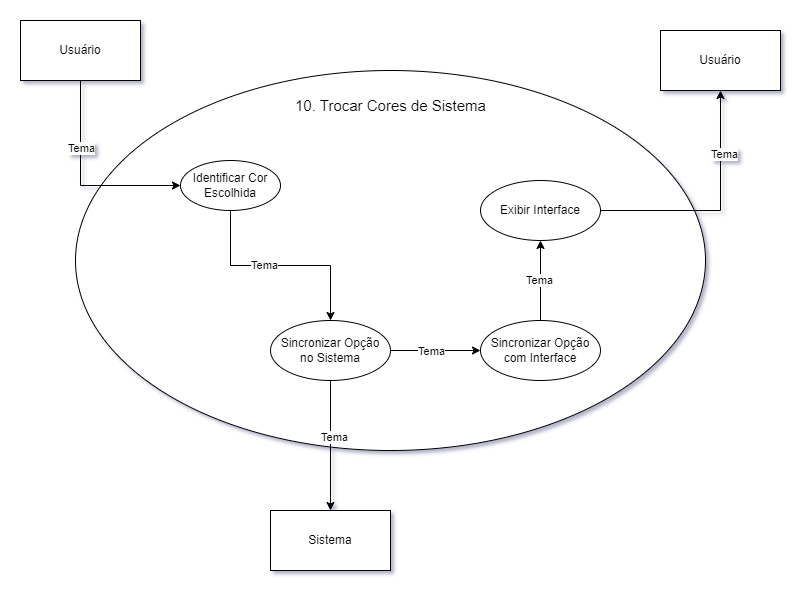 Usuário
Usuário
10. Trocar Cores de Sistema
Tema
Tema
Identificar Cor
Escolhida
Exibir Interface
Tema
Tema
Sincronizar Opção
no Sistema
Tema
Sincronizar Opção
com Interface
Tema
Sistema